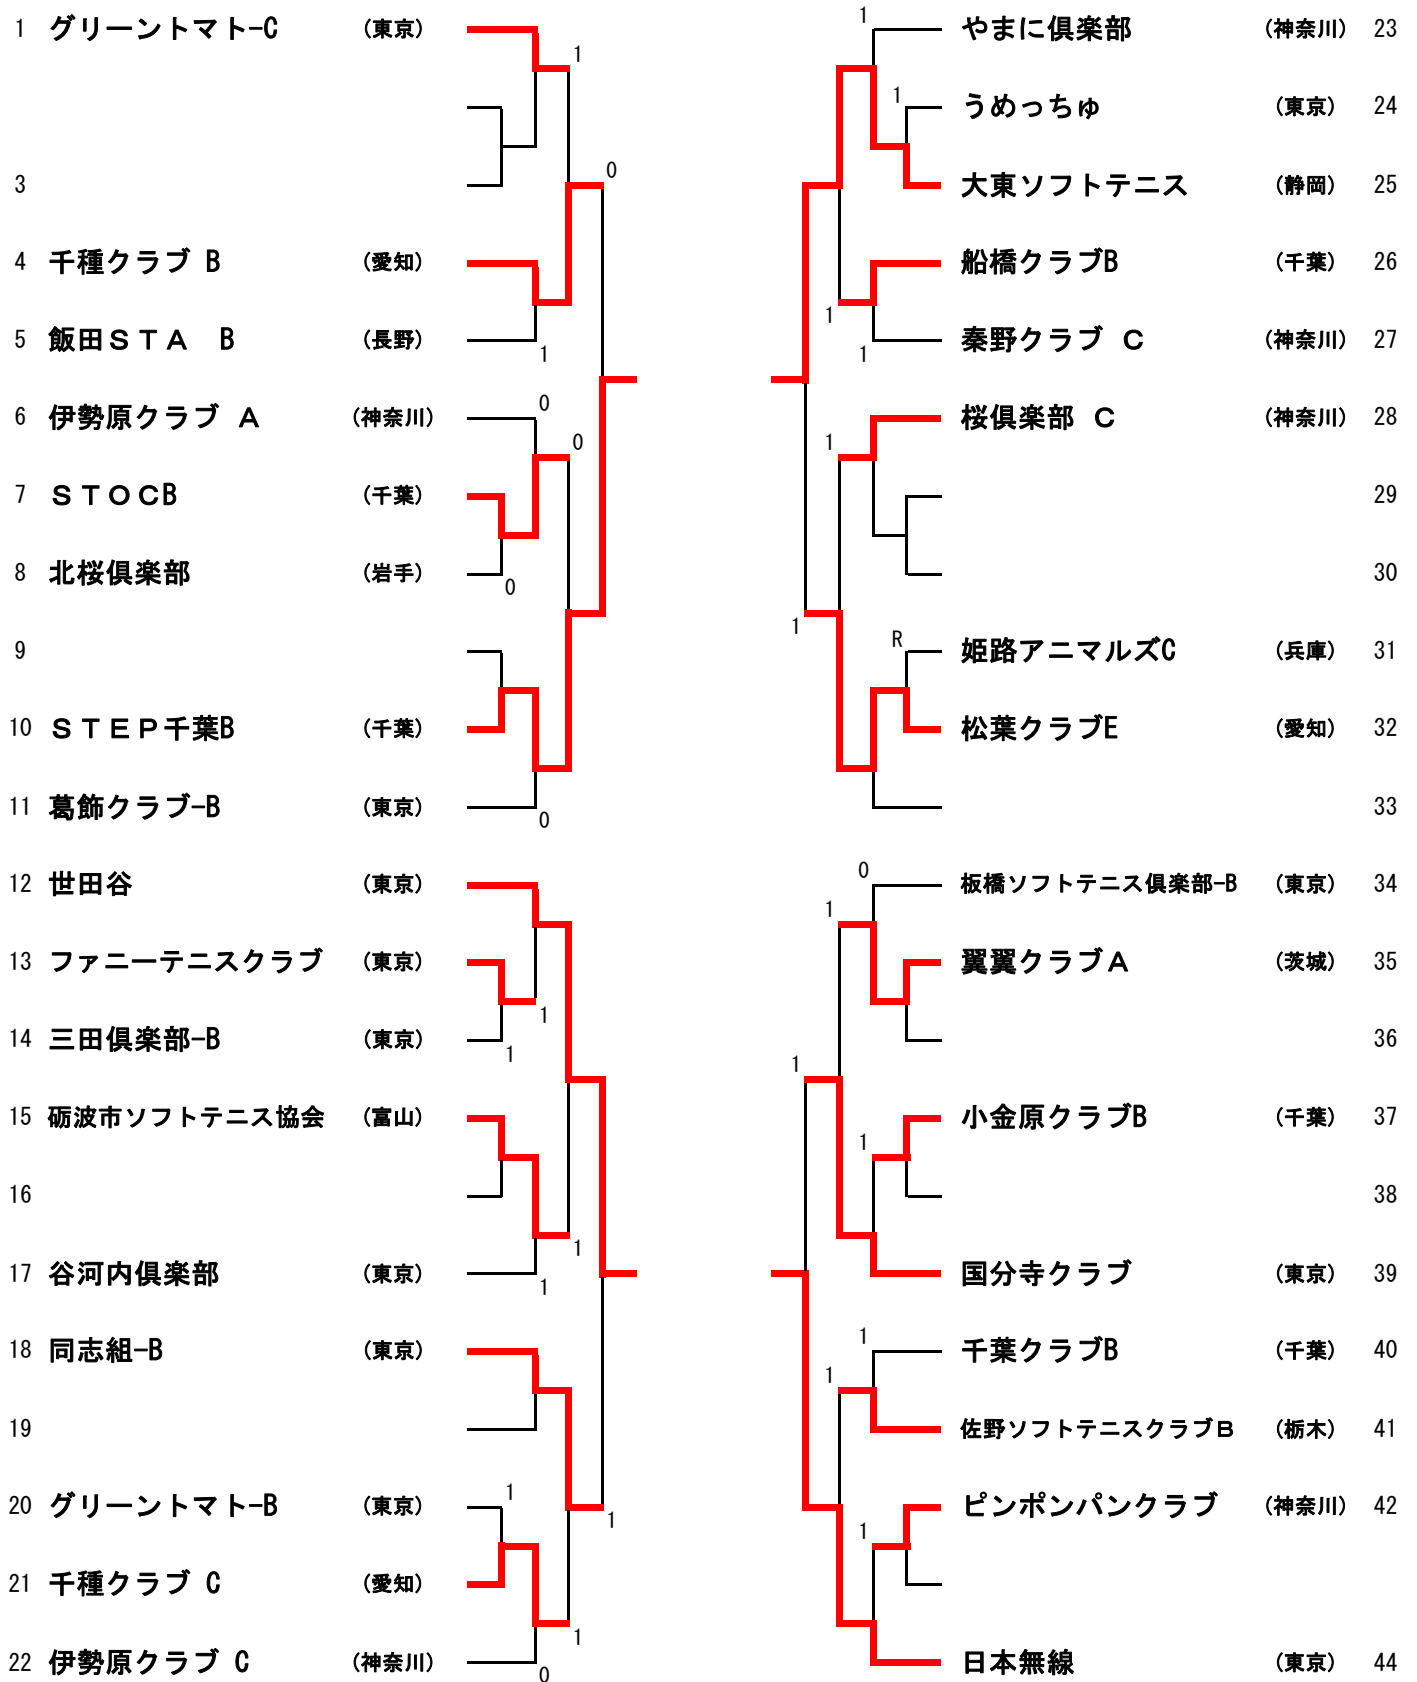 1 グリーントマト-C (東京)
3
4 千種クラブ B (愛知)
5 飯田STA B (長野)
6 伊勢原クラブ A (神奈川)
7 STOCB (千葉)
8 北桜倶楽部 (岩手)
9
10 STEP千葉B (千葉)
11 葛飾クラブ-B (東京)
12 世田谷 (東京)
13 ファニーテニスクラブ (東京)
14 三田倶楽部-B (東京)
15 砺波市ソフトテニス協会 (富山)
16
17 谷河内倶楽部 (東京)
18 同志組-B (東京)
19
20 グリーントマト-B (東京)
21 千種クラブ C (愛知)
22 伊勢原クラブ C (神奈川)
1
0
1
0
0
0
0
1
1
1
1
1
1
1
0
やまに倶楽部 (神奈川) 23
うめっちゅ (東京) 24
大東ソフトテニス (静岡) 25
船橋クラブB (千葉) 26
秦野クラブ C (神奈川) 27
桜倶楽部 C (神奈川) 28
29
30
姫路アニマルズC (兵庫) 31
松葉クラブE (愛知) 32
33
板橋ソフトテニス倶楽部-B (東京) 34
翼翼クラブA (茨城) 35
36
小金原クラブB (千葉) 37
38
国分寺クラブ (東京) 39
千葉クラブB (千葉) 40
佐野ソフトテニスクラブB (栃木) 41
ピンポンパンクラブ (神奈川) 42
日本無線 (東京) 44
1
1
1
1
1
1
R
0
1
1
1
1
1
1